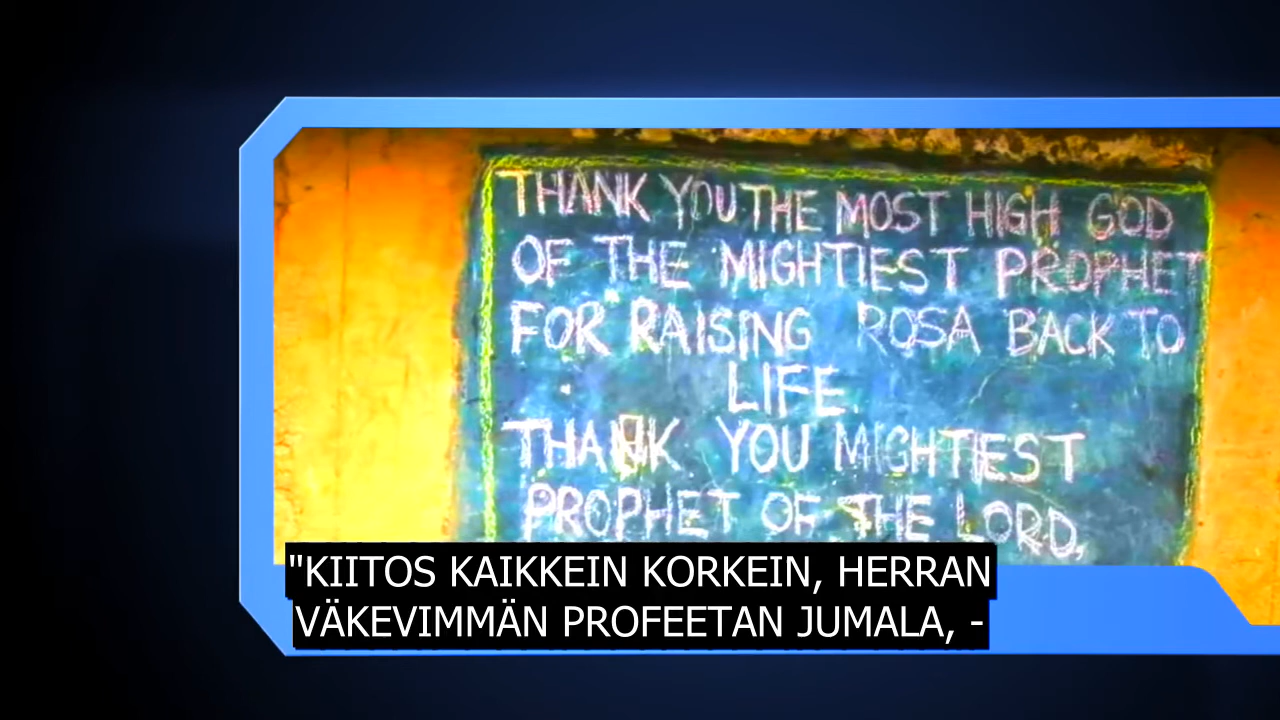 THANK YOU THE MOST HIGH GOD
OF THE MIGHTIEST PROPHET
FOR RAISING ROSA BACK TO
LIFE.
THANK YOU MIGHTIEST
PROPHET OF THE LORD,
"KIITOS KAIKKEIN KORKEIN, HERRAN
VÄKEVIMMÄN PROFEETAN JUMALA, -